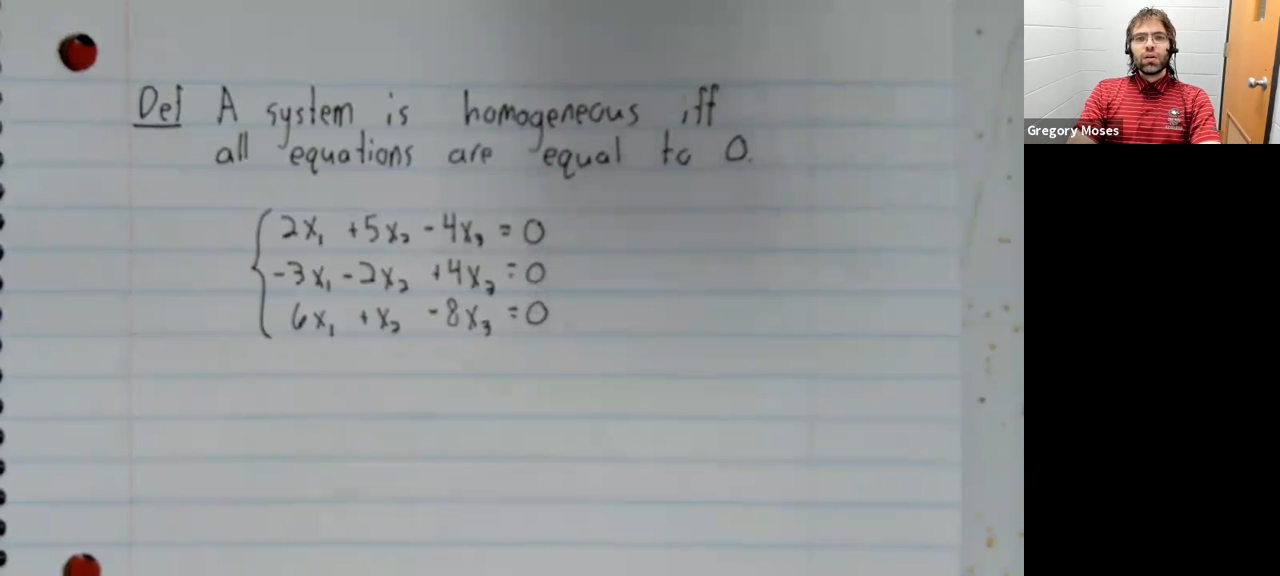 Def A system is homogeneous iff
all equations are equal to 0.
2x₁ +5x₂ -4x₃ = 0
-3x₁ -2x₂ +4x₃ = 0
6x₁ +x₂ -8x₃ = 0
Gregory Moses